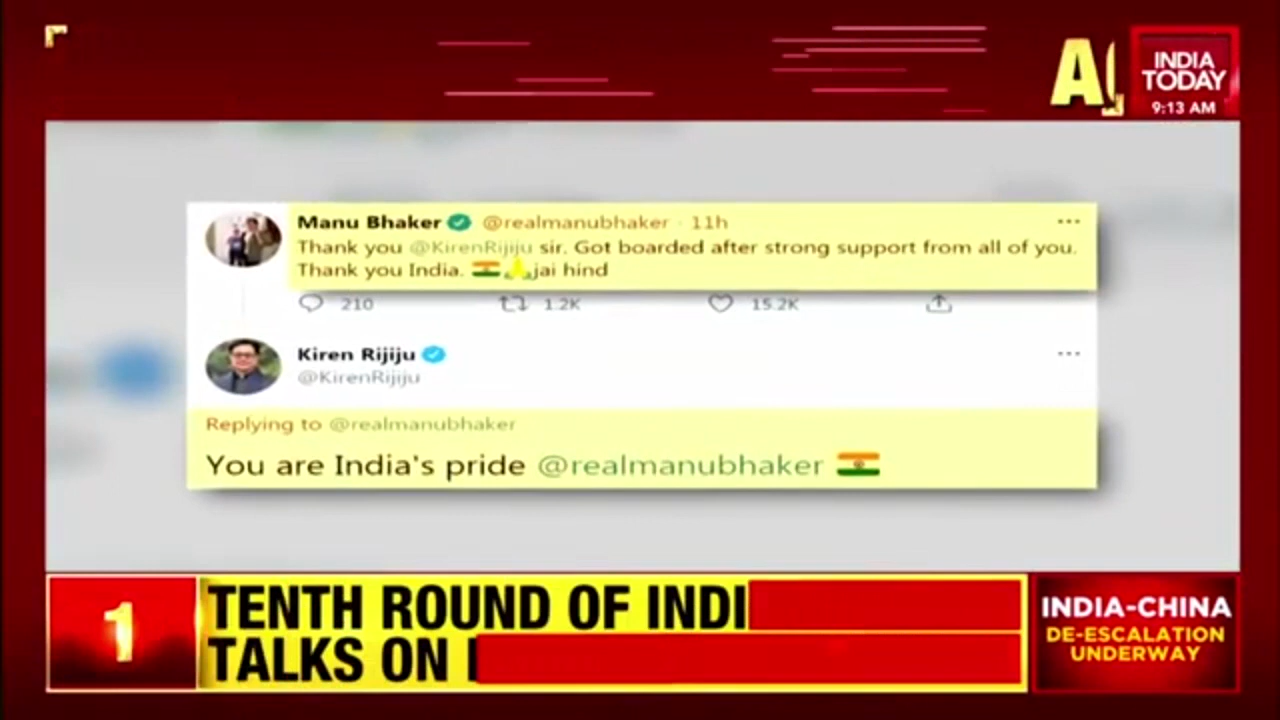 INDIA
TODAY
9:13 AM
Manu Bhaker @realmanubhaker · 11h
Thank you @KirenRijiju sir. Got boarded after strong support from all of you.
Thank you India. 🇮🇳🙏jai hind
210 1.2K 15.2K
Kiren Rijiju
@KirenRijiju
Replying to @realmanubhaker
You are India's pride @realmanubhaker 🇮🇳
1
TENTH ROUND OF INDI
TALKS ON
INDIA-CHINA
DE-ESCALATION
UNDERWAY